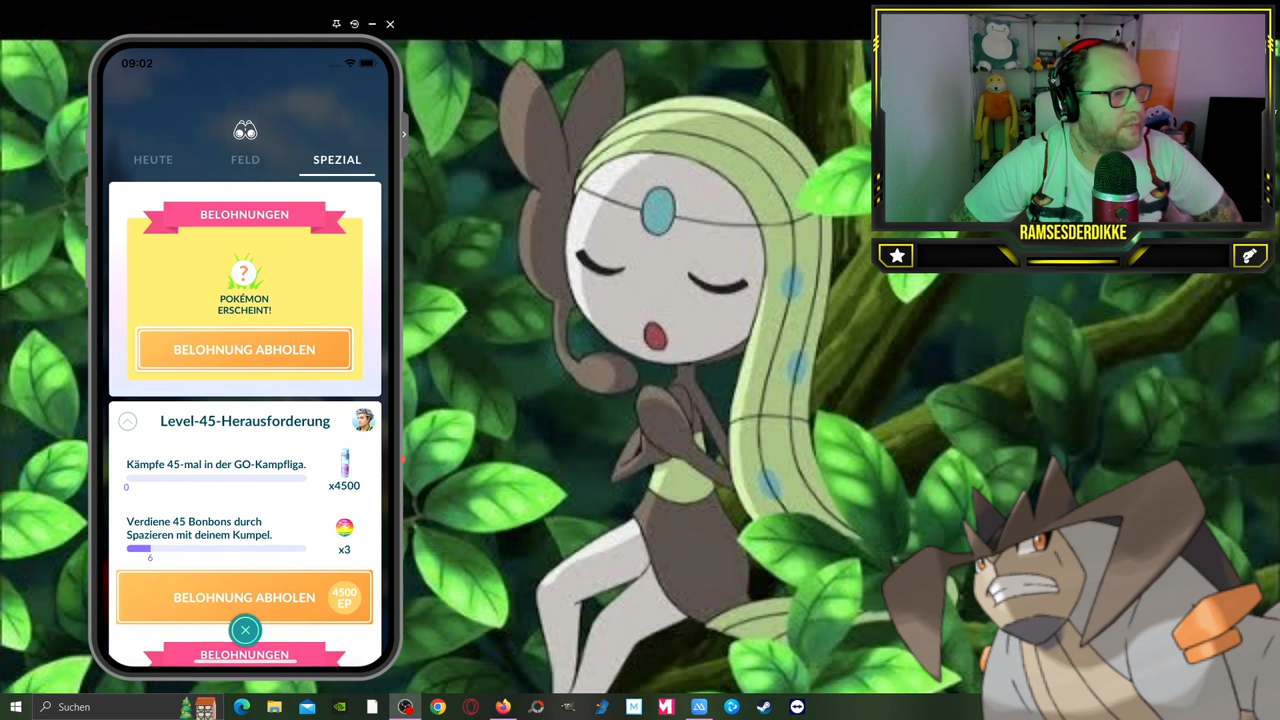 09:02
HEUTE
FELD
SPEZIAL
BELOHNUNGEN
?
POKÉMON
ERSCHEINT!
BELOHNUNG ABHOLEN
Level-45-Herausforderung
Kämpfe 45-mal in der GO-Kampfliga.
0
x4500
Verdiene 45 Bonbons durch
Spazieren mit deinem Kumpel.
6
x3
BELOHNUNG ABHOLEN
4500
EP
BELOHNUNGEN
RAMSESDERDIKKE
Suchen